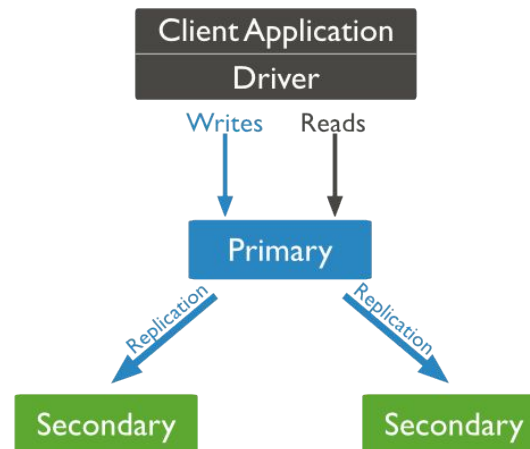 Client Application
Driver
Writes Reads
Primary
Replication Replication
Secondary Secondary